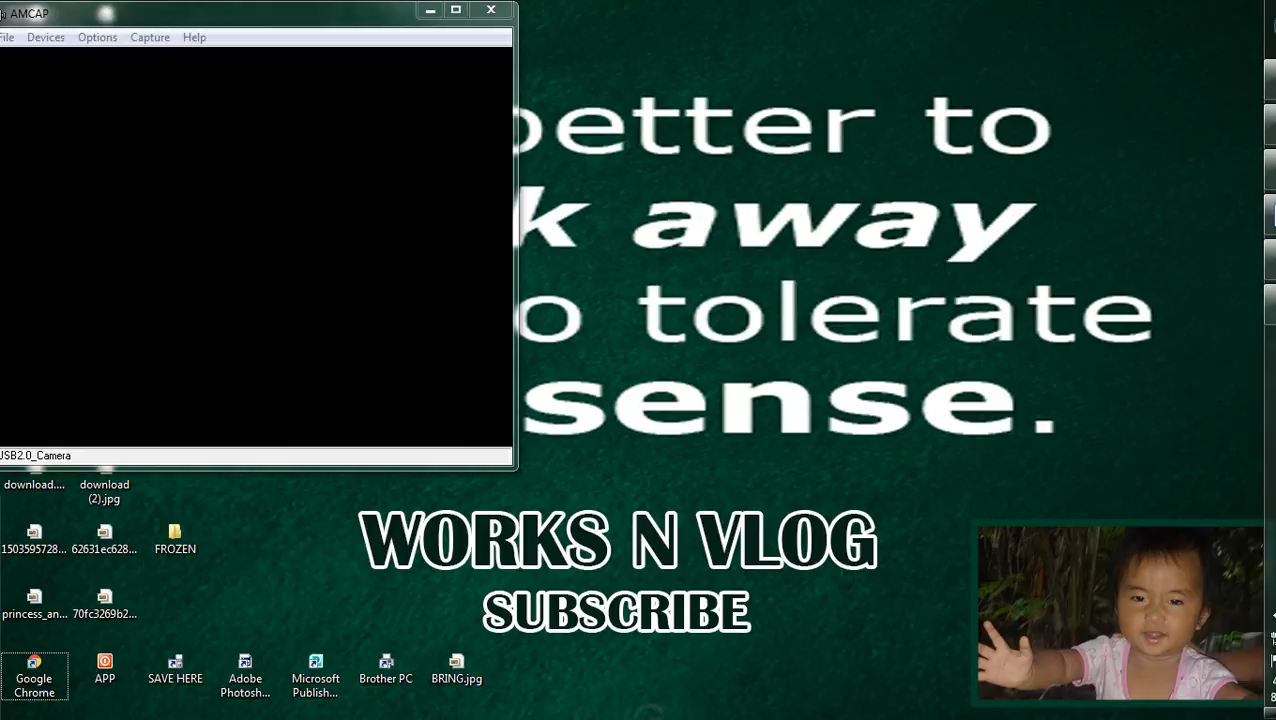 AMCAP
File Devices Options Capture Help
better to
k away
o tolerate
sense.
USB2.0_Camera
download....
download
(2).jpg
1503595728...
62631ec628...
FROZEN
WORKS N VLOG
princess_an...
70fc3269b2...
SUBSCRIBE
Google
Chrome
APP
SAVE HERE
Adobe
Photosh...
Microsoft
Publish...
Brother PC
BRING.jpg